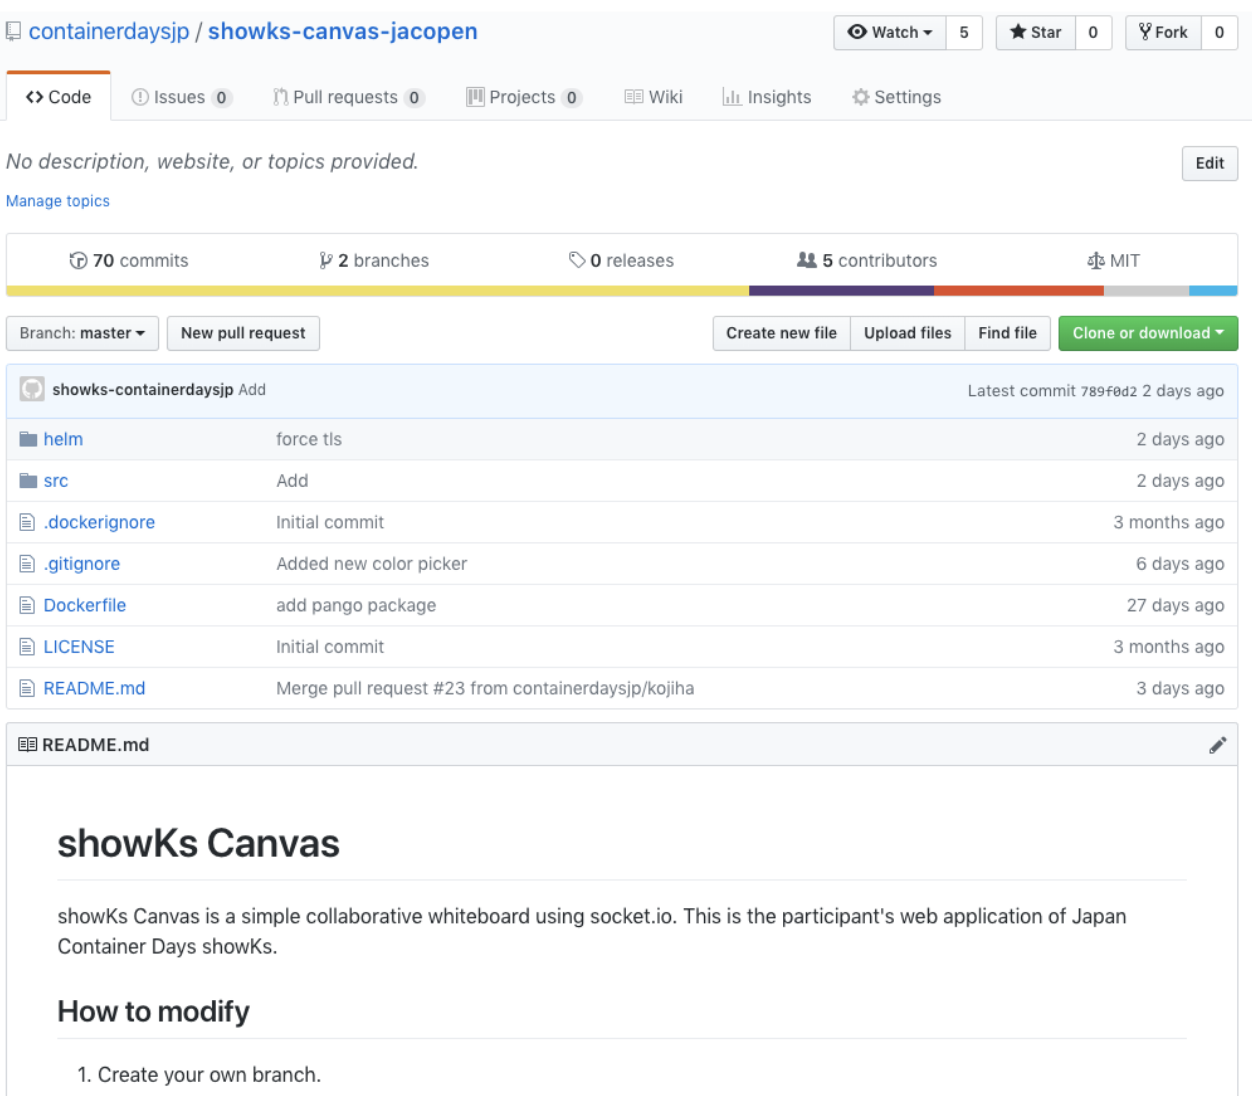 containerdaysjp / showks-canvas-jacopen
Watch 5 Star 0 Fork 0
Code Issues 0 Pull requests 0 Projects 0 Wiki Insights Settings
No description, website, or topics provided. Edit
Manage topics
70 commits 2 branches 0 releases 5 contributors MIT
Branch: master New pull request Create new file Upload files Find file Clone or download
showks-containerdaysjp Add Latest commit 789f0d2 2 days ago
helm force tls 2 days ago
src Add 2 days ago
.dockerignore Initial commit 3 months ago
.gitignore Added new color picker 6 days ago
Dockerfile add pango package 27 days ago
LICENSE Initial commit 3 months ago
README.md Merge pull request #23 from containerdaysjp/kojiha 3 days ago
README.md
showKs Canvas
showKs Canvas is a simple collaborative whiteboard using socket.io. This is the participant's web application of Japan
Container Days showKs.
How to modify
1. Create your own branch.